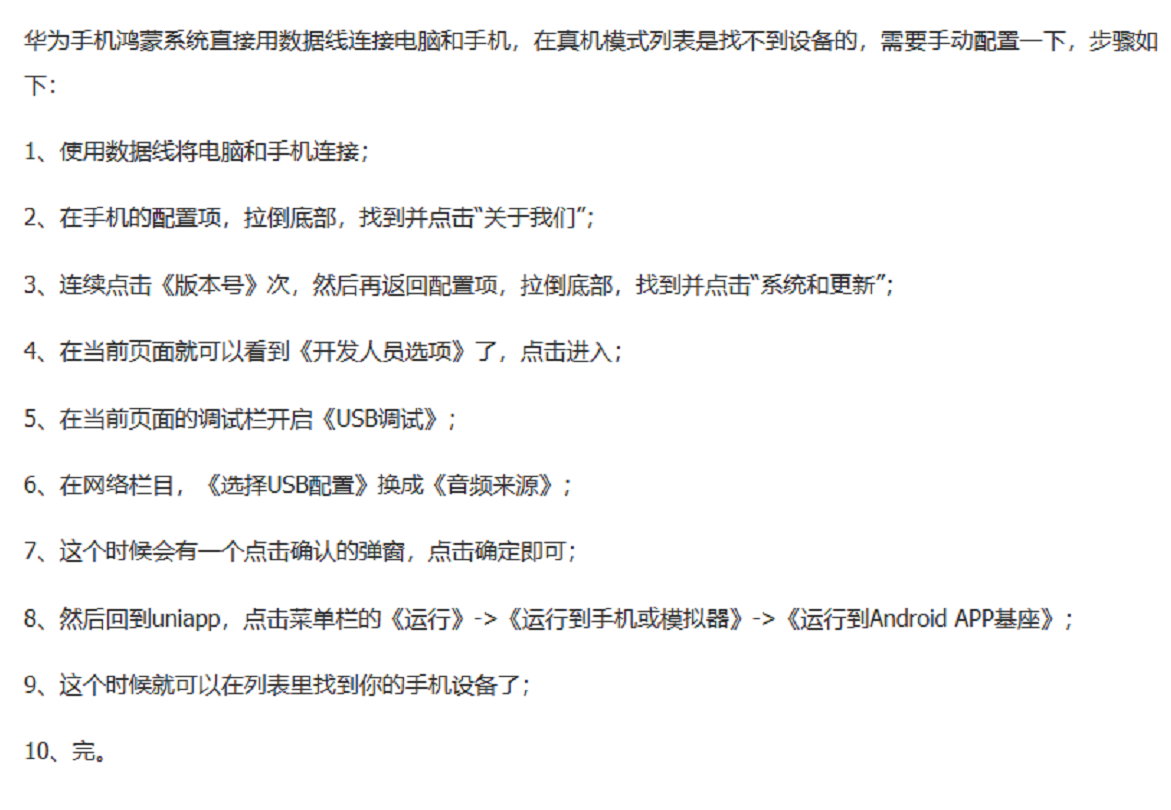 华为手机鸿蒙系统直接用数据线连接电脑和手机，在真机模式列表是找不到设备的，需要手动配置一下，步骤如
下：
1、使用数据线将电脑和手机连接；
2、在手机的配置项，拉倒底部，找到并点击“关于我们”；
3、连续点击《版本号》次，然后再返回配置项，拉倒底部，找到并点击“系统和更新”；
4、在当前页面就可以看到《开发人员选项》了，点击进入；
5、在当前页面的调试栏开启《USB调试》；
6、在网络栏目，《选择USB配置》换成《音频来源》；
7、这个时候会有一个点击确认的弹窗，点击确定即可；
8、然后回到uniapp，点击菜单栏的《运行》->《运行到手机或模拟器》->《运行到Android APP基座》；
9、这个时候就可以在列表里找到你的手机设备了；
10、完。